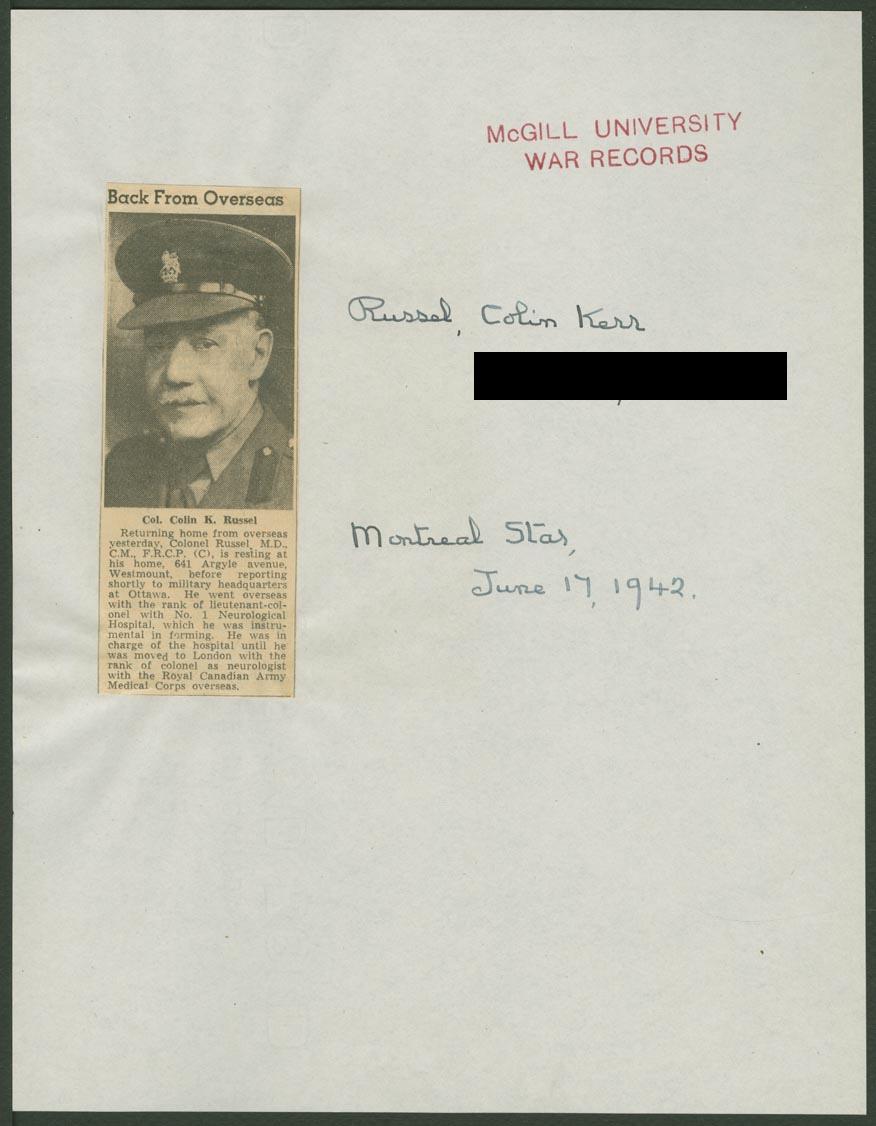 McGILL UNIVERSITY
WAR RECORDS
Back From Overseas
Russel, Colin Kerr
Col. Colin K. Russel
Returning home from overseas
yesterday, Colonel Russel, M.D.,
C.M., F.R.C.P. (C), is resting at
his home, 641 Argyle avenue,
Westmount, before reporting
shortly to military headquarters
at Ottawa. He went overseas
with the rank of lieutenant-col-
onel with No. 1 Neurological
Hospital, which he was instru-
mental in forming. He was in
charge of the hospital until he
was moved to London with the
rank of colonel as neurologist
with the Royal Canadian Army
Medical Corps overseas.
Montreal Star,
June 17, 1942.